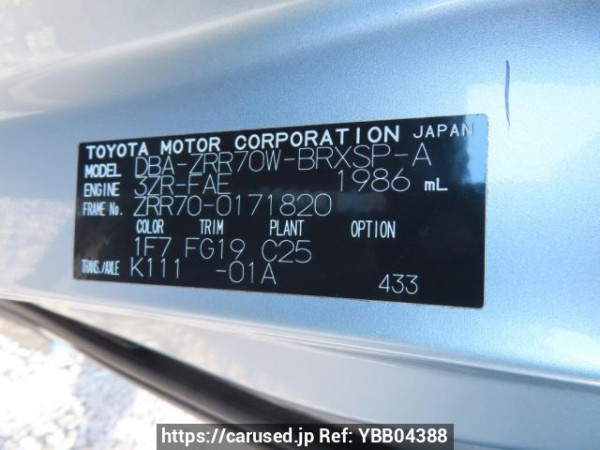 TOYOTA MOTOR CORPORATION JAPAN
MODEL DBA-ZRR70W-BRXSP-A
ENGINE 3ZR-FAE 1986 mL
FRAME No. ZRR70-0171820
COLOR TRIM PLANT OPTION
1F7 FG19 C25
TRANS./AXLE K111 -01A
433
https://carused.jp Ref: YBB04388